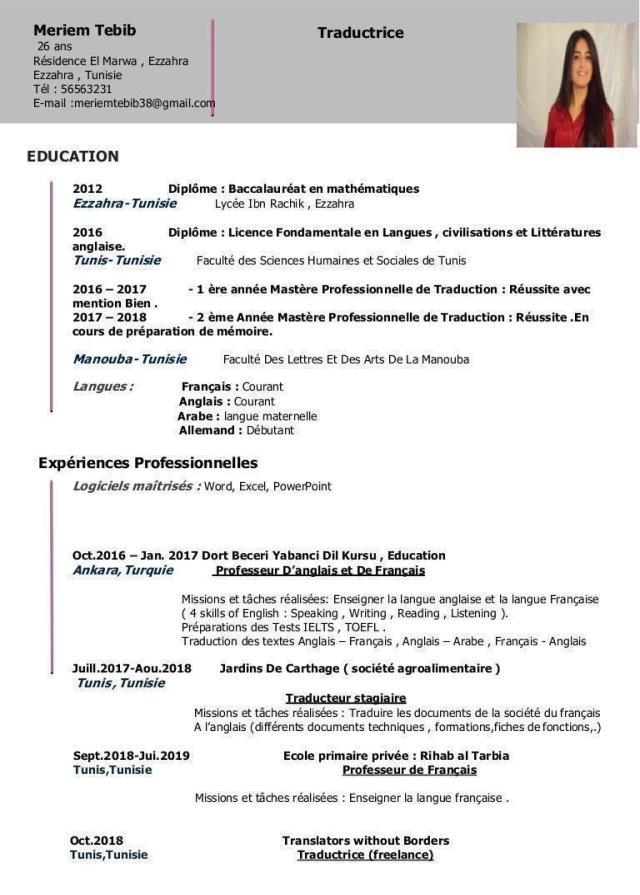 Meriem Tebib
Traductrice
26 ans
Résidence El Marwa , Ezzahra
Ezzahra , Tunisie
Tél : 56563231
E-mail :meriemtebib38@gmail.com
EDUCATION
2012 Diplôme : Baccalauréat en mathématiques
Ezzahra-Tunisie Lycée Ibn Rachik , Ezzahra
2016 Diplôme : Licence Fondamentale en Langues , civilisations et Littératures
anglaise.
Tunis-Tunisie Faculté des Sciences Humaines et Sociales de Tunis
2016 – 2017 - 1 ère année Mastère Professionnelle de Traduction : Réussite avec
mention Bien .
2017 – 2018 - 2 ème Année Mastère Professionnelle de Traduction : Réussite .En
cours de préparation de mémoire.
Manouba-Tunisie Faculté Des Lettres Et Des Arts De La Manouba
Langues : Français : Courant
Anglais : Courant
Arabe : langue maternelle
Allemand : Débutant
Expériences Professionnelles
Logiciels maîtrisés : Word, Excel, PowerPoint
Oct.2016 – Jan. 2017 Dort Beceri Yabanci Dil Kursu , Education
Ankara, Turquie Professeur D’anglais et De Français
Missions et tâches réalisées: Enseigner la langue anglaise et la langue Française
( 4 skills of English : Speaking , Writing , Reading , Listening ).
Préparations des Tests IELTS , TOEFL .
Traduction des textes Anglais – Français , Anglais – Arabe , Français - Anglais
Juill.2017-Aou.2018 Jardins De Carthage ( société agroalimentaire )
Tunis, Tunisie
Traducteur stagiaire
Missions et tâches réalisées : Traduire les documents de la société du français
A l’anglais (différents documents techniques , formations,fiches de fonctions,.)
Sept.2018-Jui.2019 Ecole primaire privée : Rihab al Tarbia
Tunis,Tunisie Professeur de Français
Missions et tâches réalisées : Enseigner la langue française .
Oct.2018 Translators without Borders
Tunis,Tunisie Traductrice (freelance)